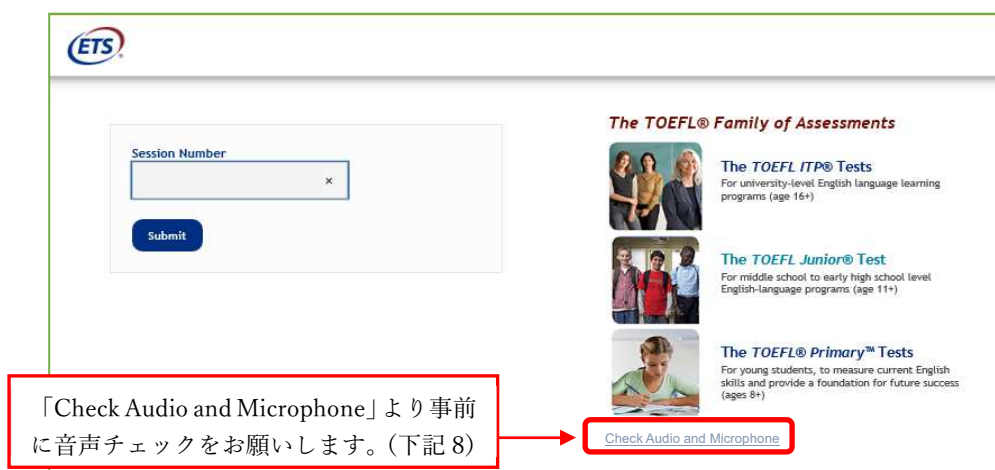 ETS®
Session Number
×
Submit
The TOEFL® Family of Assessments
The TOEFL ITP® Tests
For university-level English language learning
programs (age 16+)
The TOEFL Junior® Test
For middle school to early high school level
English-language programs (age 11+)
The TOEFL® Primary™ Tests
For young students, to measure current English
skills and provide a foundation for future success
(ages 8+)
Check Audio and Microphone
「Check Audio and Microphone」より事前
に音声チェックをお願いします。(下記 8)